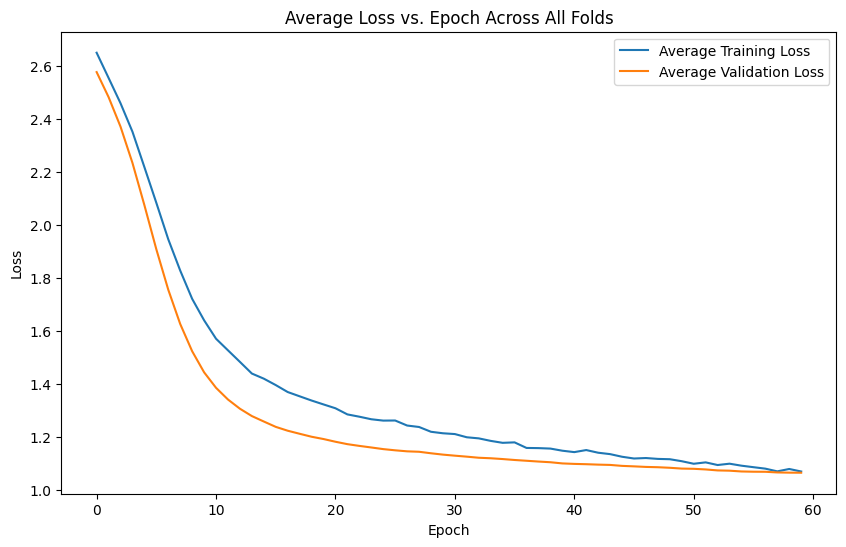 Average Loss vs. Epoch Across All Folds
Average Training Loss
Average Validation Loss
Loss
2.6
2.4
2.2
2.0
1.8
1.6
1.4
1.2
1.0
0 10 20 30 40 50 60
Epoch